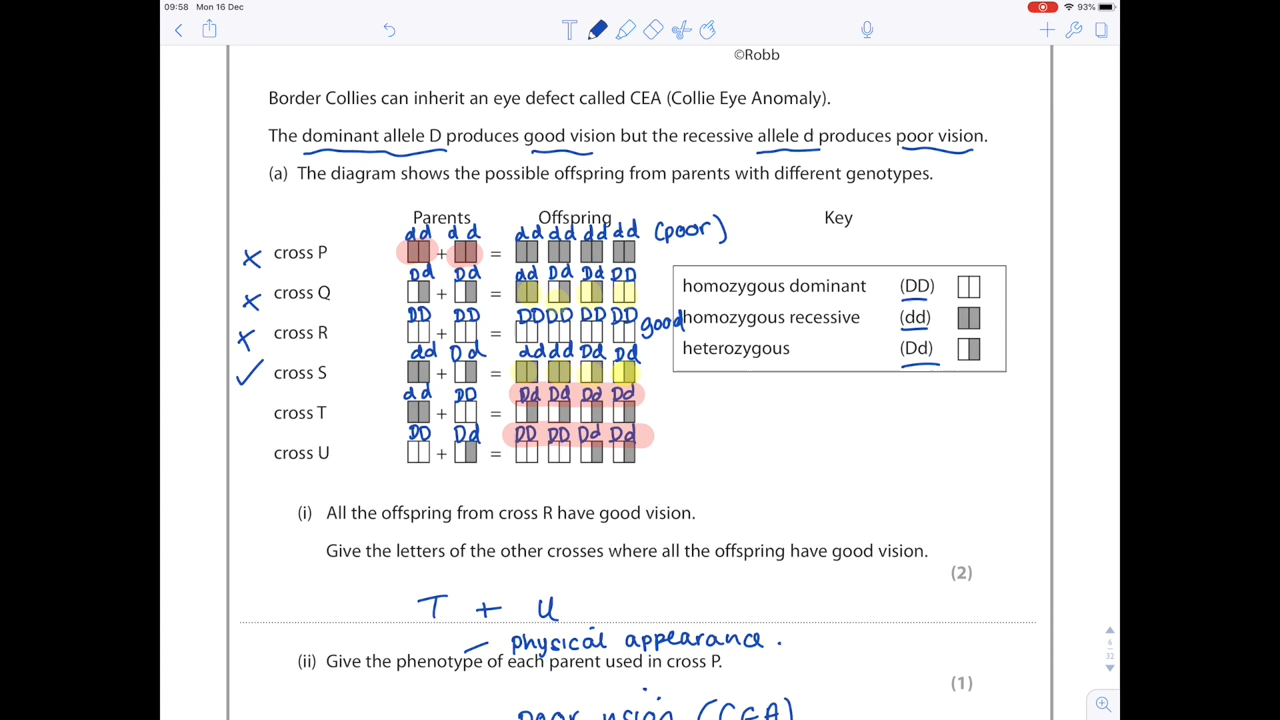 09:58 Mon 16 Dec
93%
©Robb
Border Collies can inherit an eye defect called CEA (Collie Eye Anomaly).
The dominant allele D produces good vision but the recessive allele d produces poor vision.
(a) The diagram shows the possible offspring from parents with different genotypes.
Parents Offspring Key
dd dd dd dd dd dd (poor)
x cross P + =
Dd Dd dd Dd Dd DD
x cross Q + =
DD DD DD DD DD DD good
x cross R + =
dd Dd dd dd Dd Dd
✓ cross S + =
dd DD Dd Dd Dd Dd
cross T + =
DD Dd DD DD Dd Dd
cross U + =
homozygous dominant (DD)
homozygous recessive (dd)
heterozygous (Dd)
(i) All the offspring from cross R have good vision.
Give the letters of the other crosses where all the offspring have good vision.
(2)
T + U
– physical appearance.
(ii) Give the phenotype of each parent used in cross P.
(1)
poor vision (CEA)
6
32